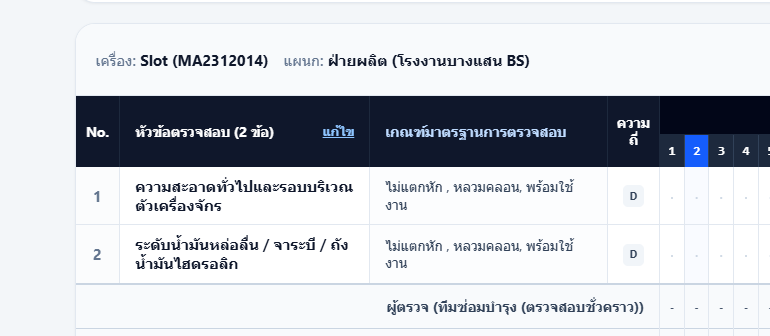 เครื่อง: Slot (MA2312014) แผนก: ฝ่ายผลิต (โรงงานบางแสน BS)
No. หัวข้อตรวจสอบ (2 ข้อ) แก้ไข เกณฑ์มาตรฐานการตรวจสอบ ความ
ถี่
1 2 3 4
1 ความสะอาดทั่วไปและรอบบริเวณ
ตัวเครื่องจักร
ไม่แตกหัก , หลวมคลอน, พร้อมใช้
งาน
D - - - -
2 ระดับน้ำมันหล่อลื่น / จาระบี / ถัง
น้ำมันไฮดรอลิก
ไม่แตกหัก , หลวมคลอน, พร้อมใช้
งาน
D - - - -
ผู้ตรวจ (ทีมซ่อมบำรุง (ตรวจสอบชั่วคราว)) - - - -